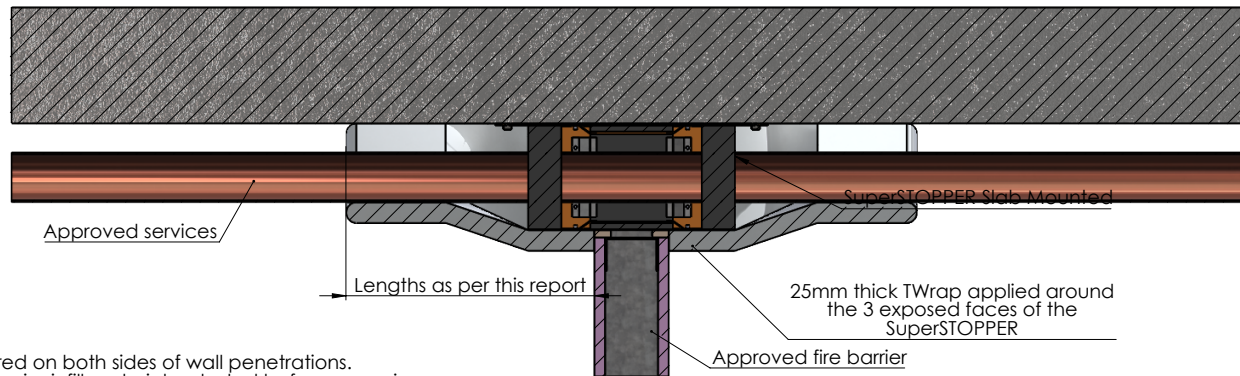 SuperSTOPPER Slab Mounted
Approved services
Lengths as per this report
25mm thick TWrap applied around
the 3 exposed faces of the
SuperSTOPPER
Approved fire barrier
on both sides of wall penetrations.